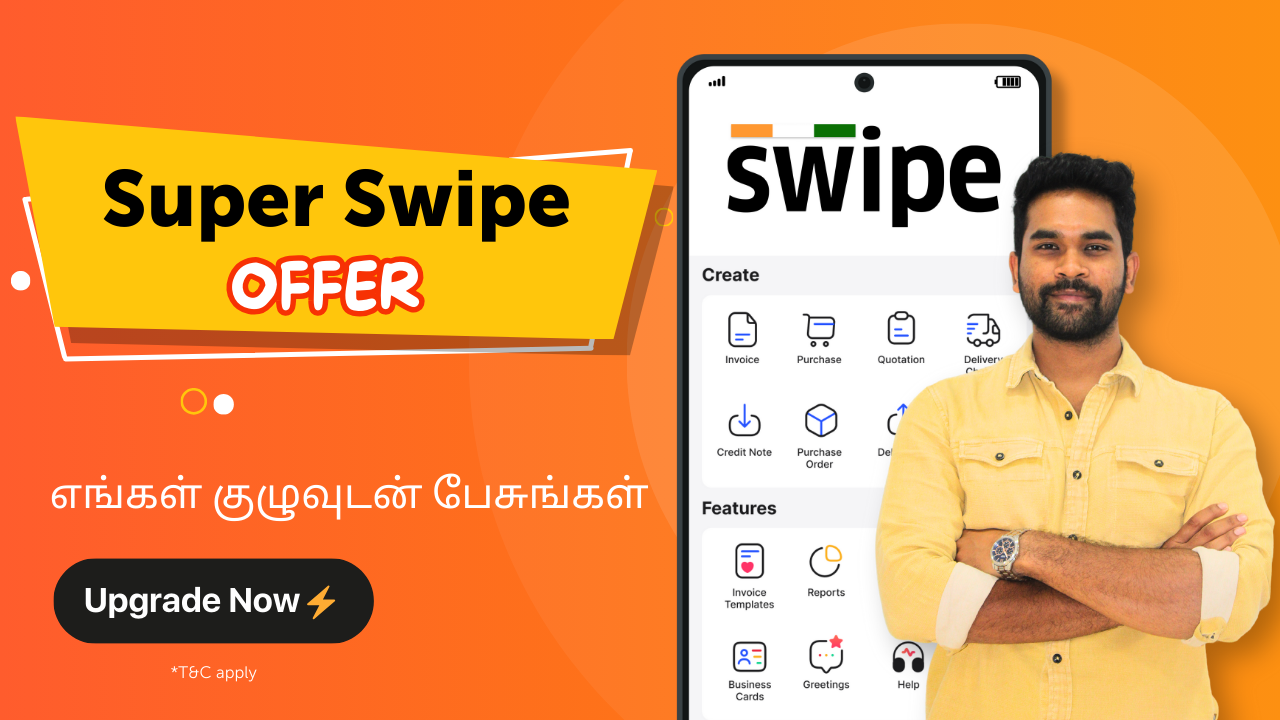 Super Swipe
OFFER
எங்கள் குழுவுடன் பேசுங்கள்
Upgrade Now⚡
*T&C apply
swipe
Create
Invoice
Purchase
Quotation
Delivery
Credit Note
Purchase
Order
Features
Invoice
Templates
Reports
Business
Cards
Greetings
Help